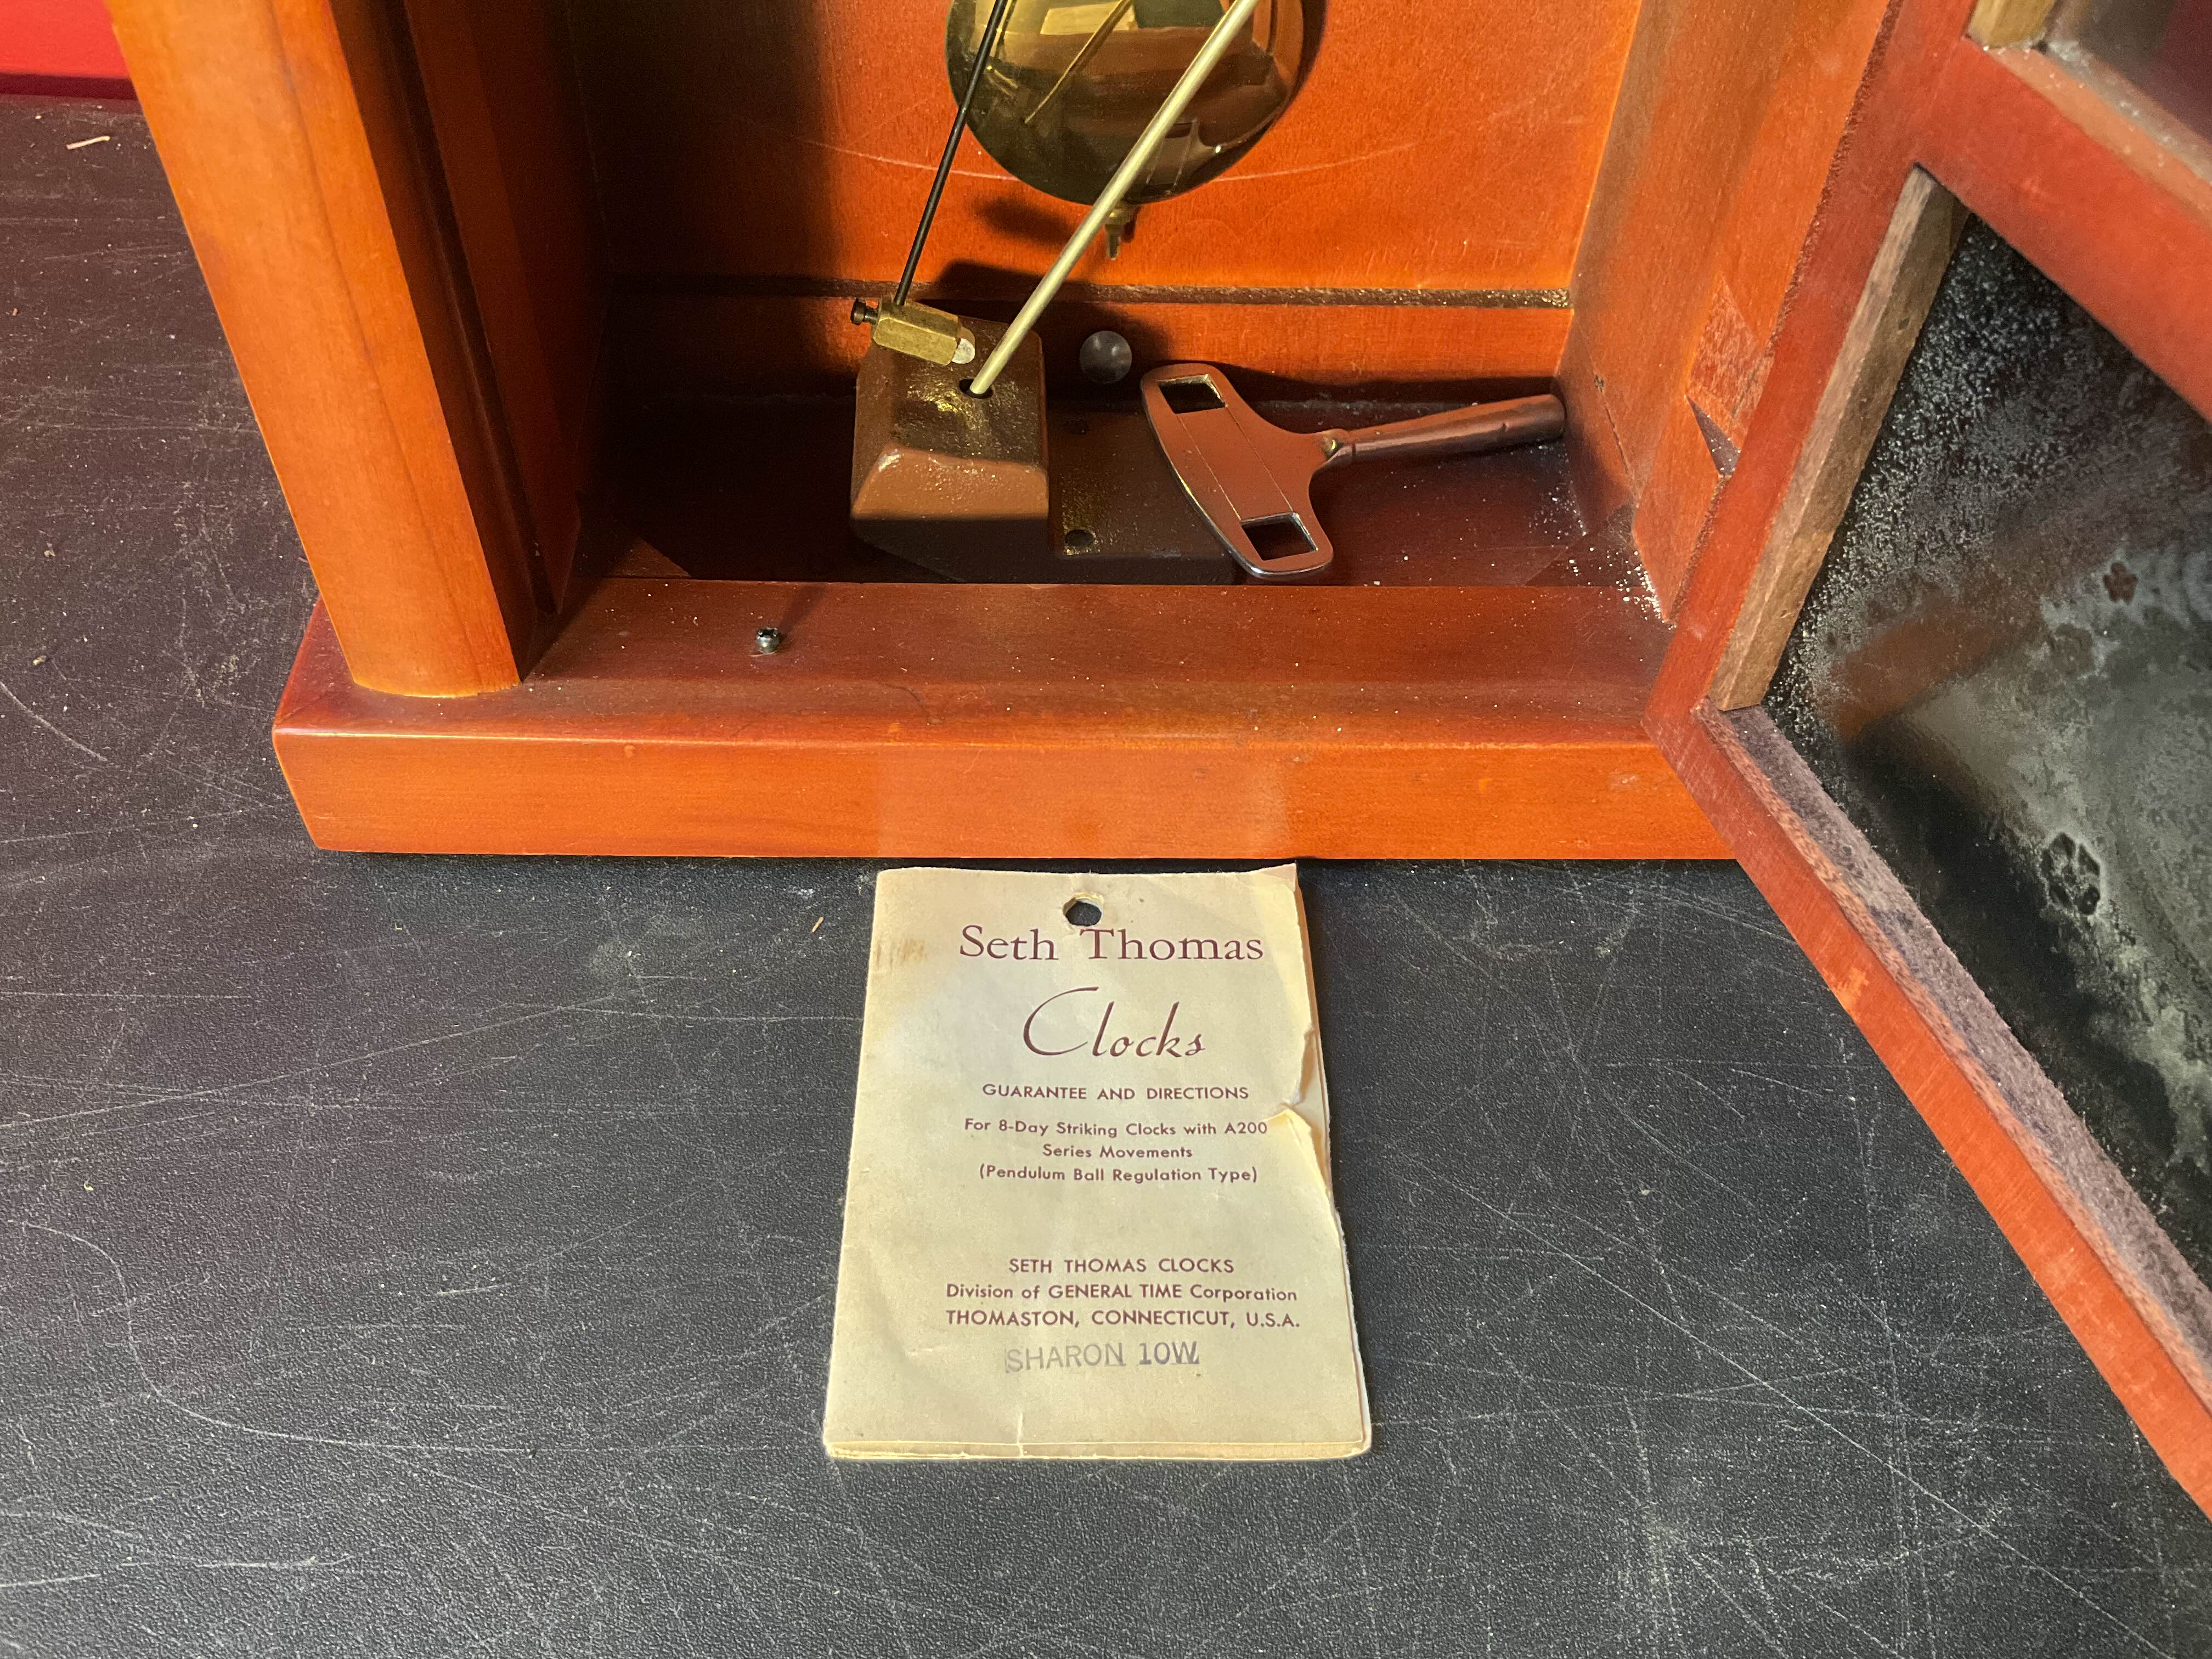 Seth Thomas
Clocks
GUARANTEE AND DIRECTIONS
For 8-Day Striking Clocks with A200
Series Movements
(Pendulum Ball Regulation Type)
SETH THOMAS CLOCKS
Division of GENERAL TIME Corporation
THOMASTON, CONNECTICUT, U.S.A.
SHARON 10W